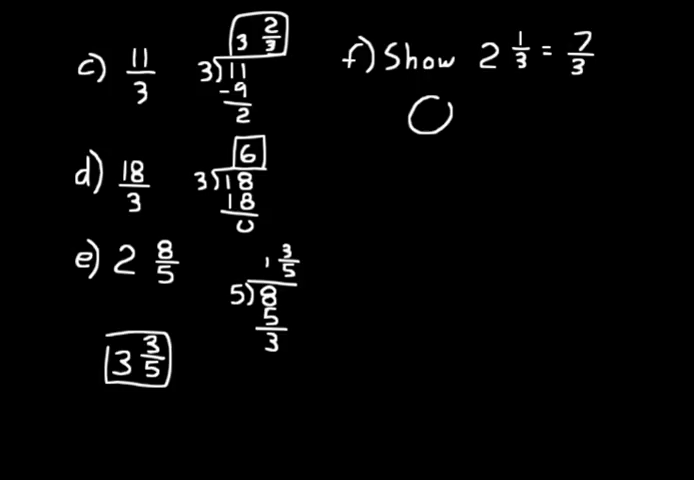 c) 11/3 3)11 3 2/3
-9
2
d) 18/3 3)18 6
18
0
e) 2 8/5 5)8 1 3/5
5
3
3 3/5
f) Show 2 1/3 = 7/3